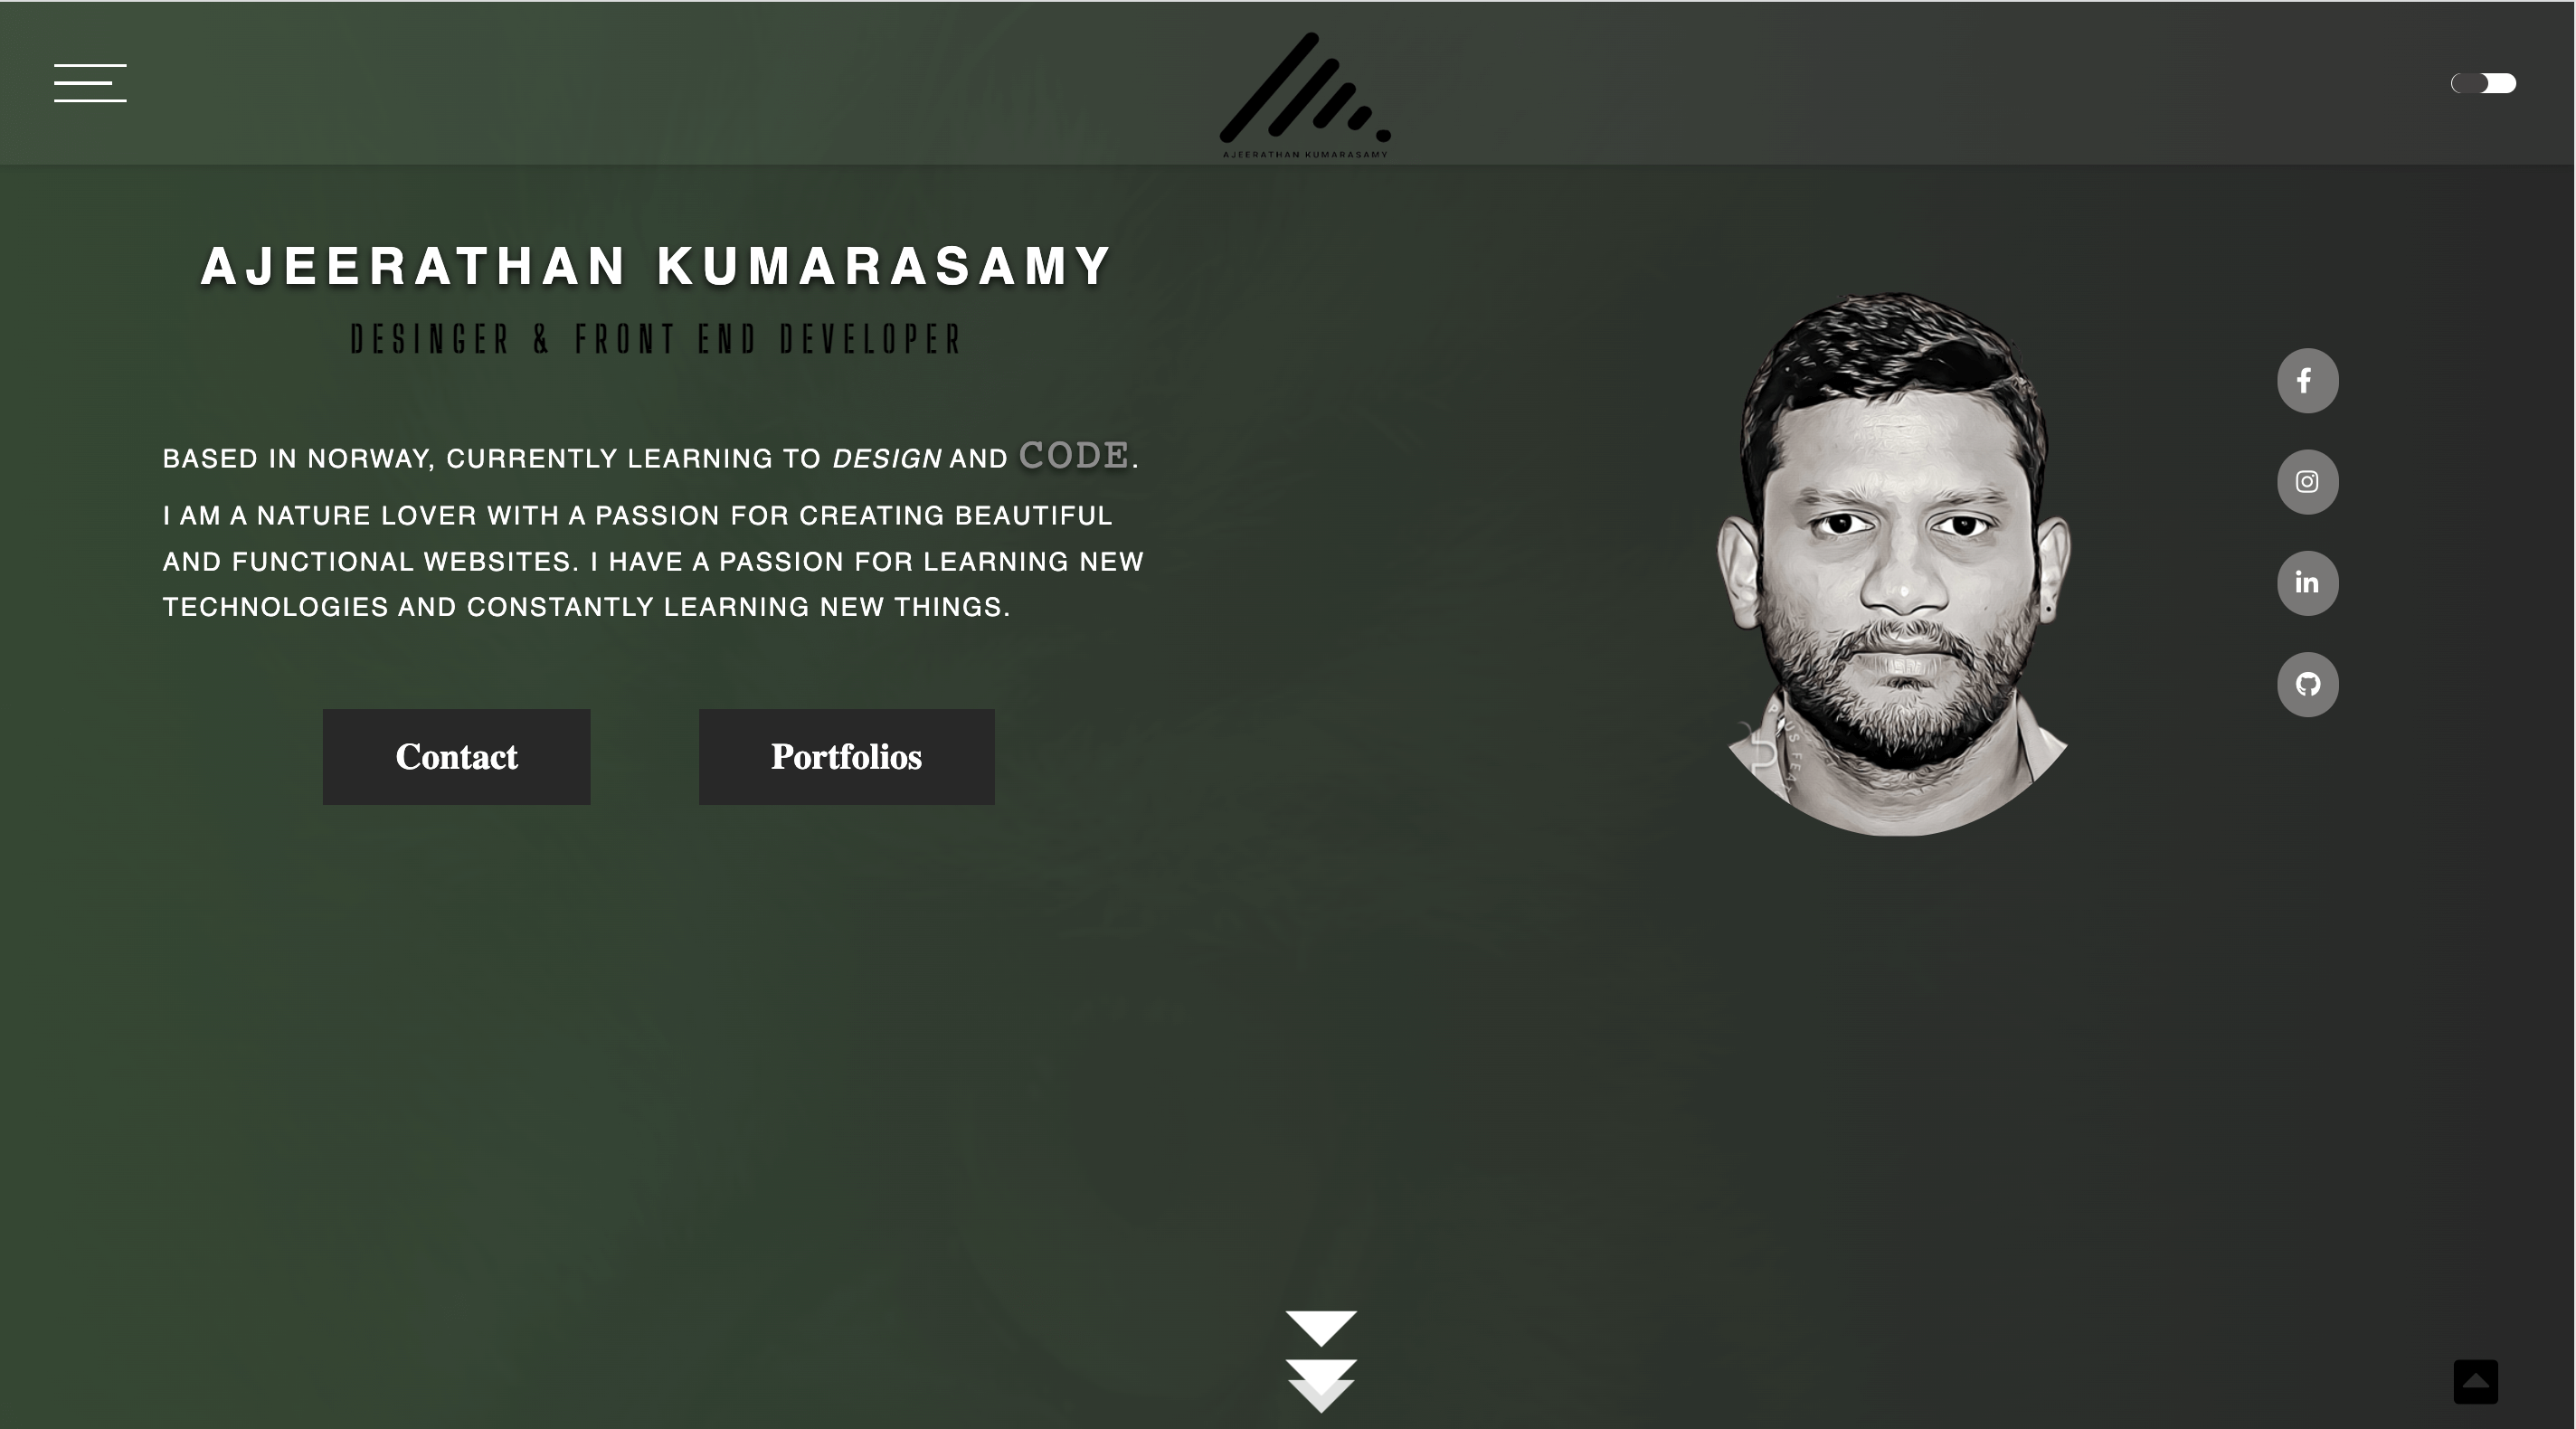 AJEERATHAN KUMARASAMY
AJEERATHAN KUMARASAMY
DESINGER & FRONT END DEVELOPER
BASED IN NORWAY, CURRENTLY LEARNING TO DESIGN AND CODE.
I AM A NATURE LOVER WITH A PASSION FOR CREATING BEAUTIFUL
AND FUNCTIONAL WEBSITES. I HAVE A PASSION FOR LEARNING NEW
TECHNOLOGIES AND CONSTANTLY LEARNING NEW THINGS.
Contact
Portfolios